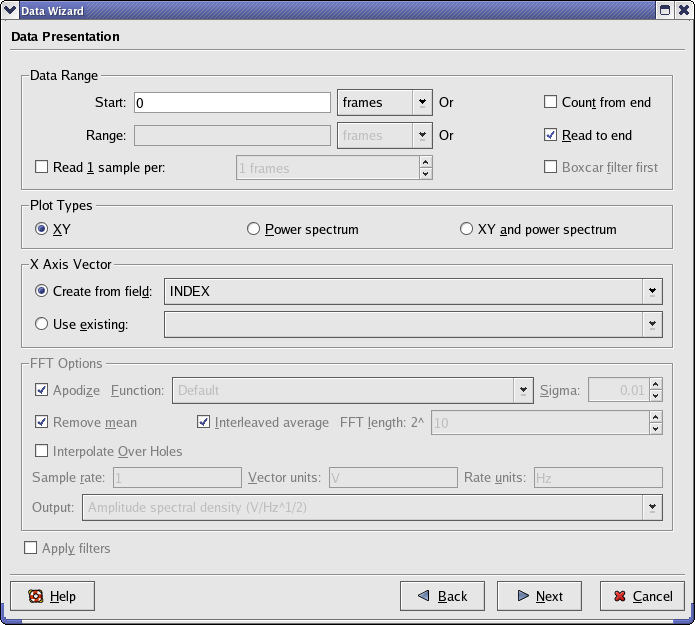 Data Wizard
Data Presentation
Data Range
Start: 0 frames Or Count from end
Range: frames Or Read to end
Read 1 sample per: 1 frames Boxcar filter first
Plot Types
XY Power spectrum XY and power spectrum
X Axis Vector
Create from field: INDEX
Use existing:
FFT Options
Apodize Function: Default Sigma: 0.01
Remove mean Interleaved average FFT length: 2^ 10
Interpolate Over Holes
Sample rate: 1 Vector units: V Rate units: Hz
Output: Amplitude spectral density (V/Hz^1/2)
Apply filters
Help Back Next Cancel